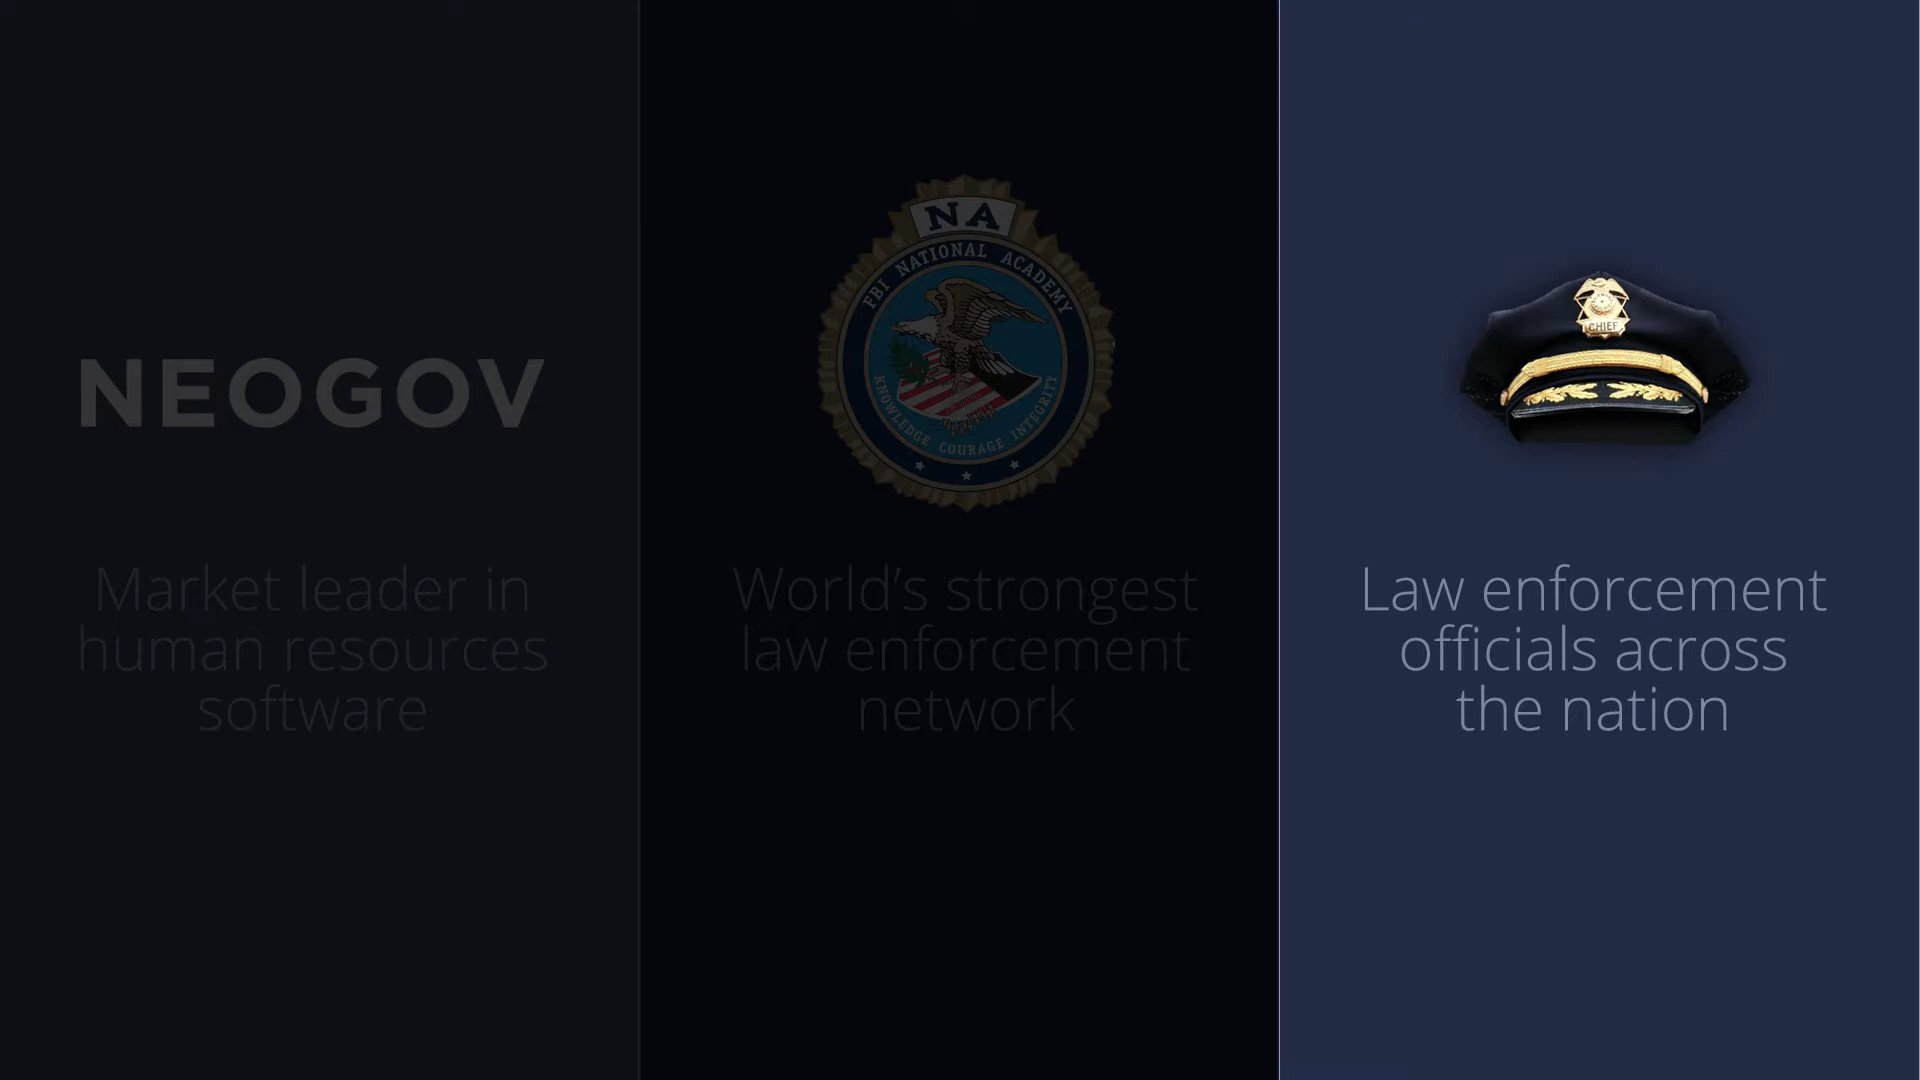 NEOGOV
Market leader in
human resources
software
NA
FBI NATIONAL ACADEMY
KNOWLEDGE COURAGE INTEGRITY
World’s strongest
law enforcement
network
CHIEF
Law enforcement
officials across
the nation